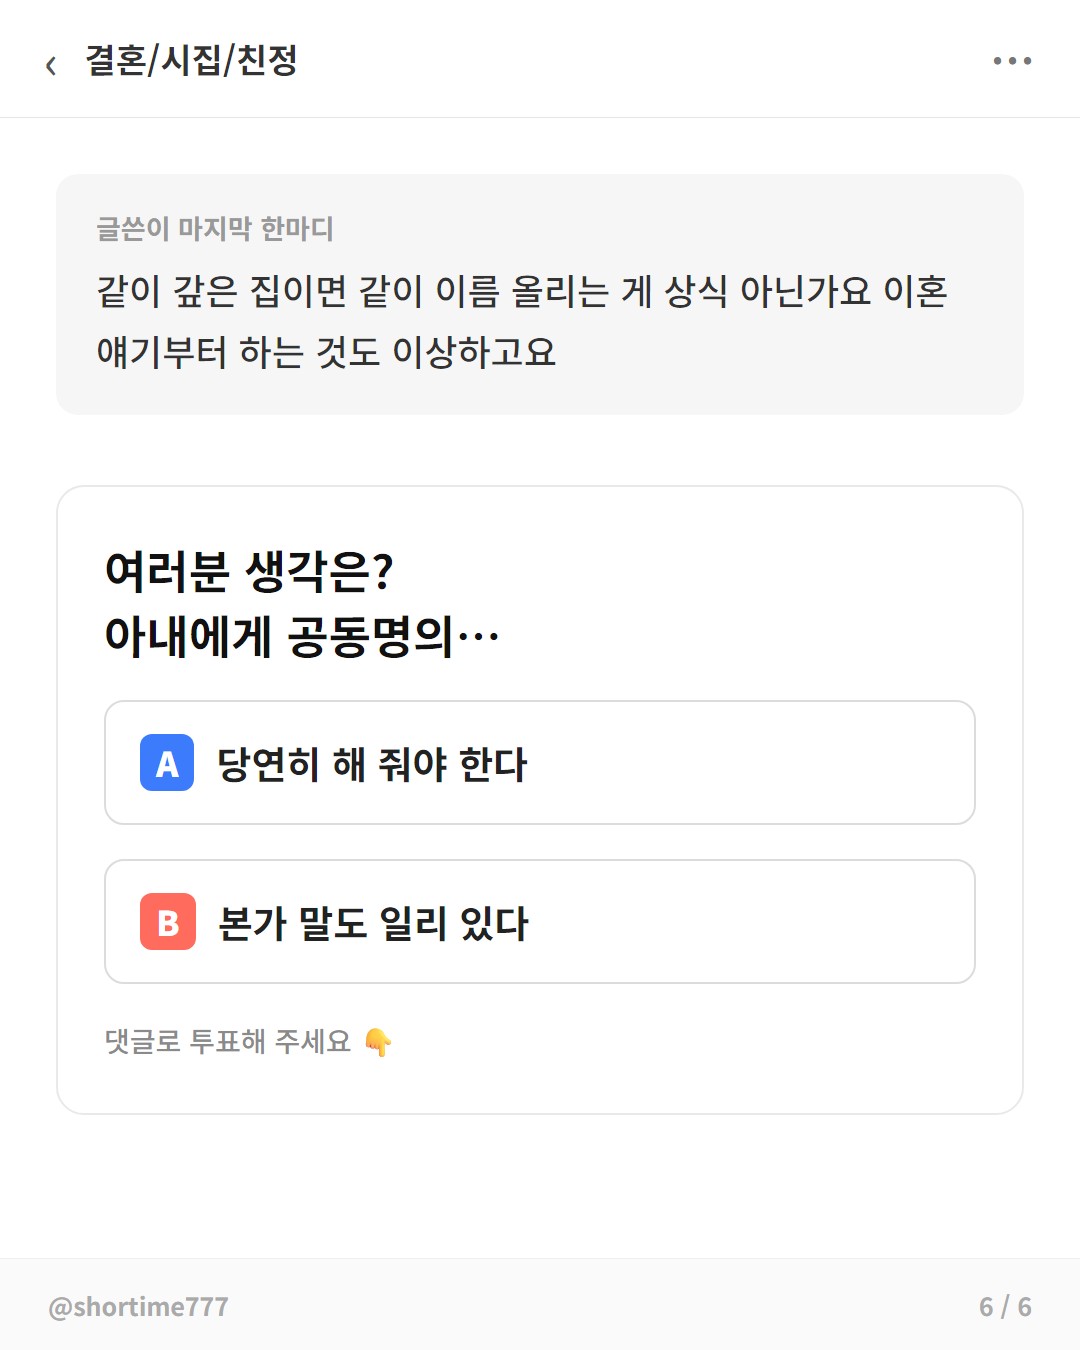 ‹ 결혼/시집/친정 •••
글쓴이 마지막 한마디
같이 갚은 집이면 같이 이름 올리는 게 상식 아닌가요 이혼
얘기부터 하는 것도 이상하고요
여러분 생각은?
아내에게 공동명의…
A 당연히 해 줘야 한다
B 본가 말도 일리 있다
댓글로 투표해 주세요 👇
@shortime777 6 / 6